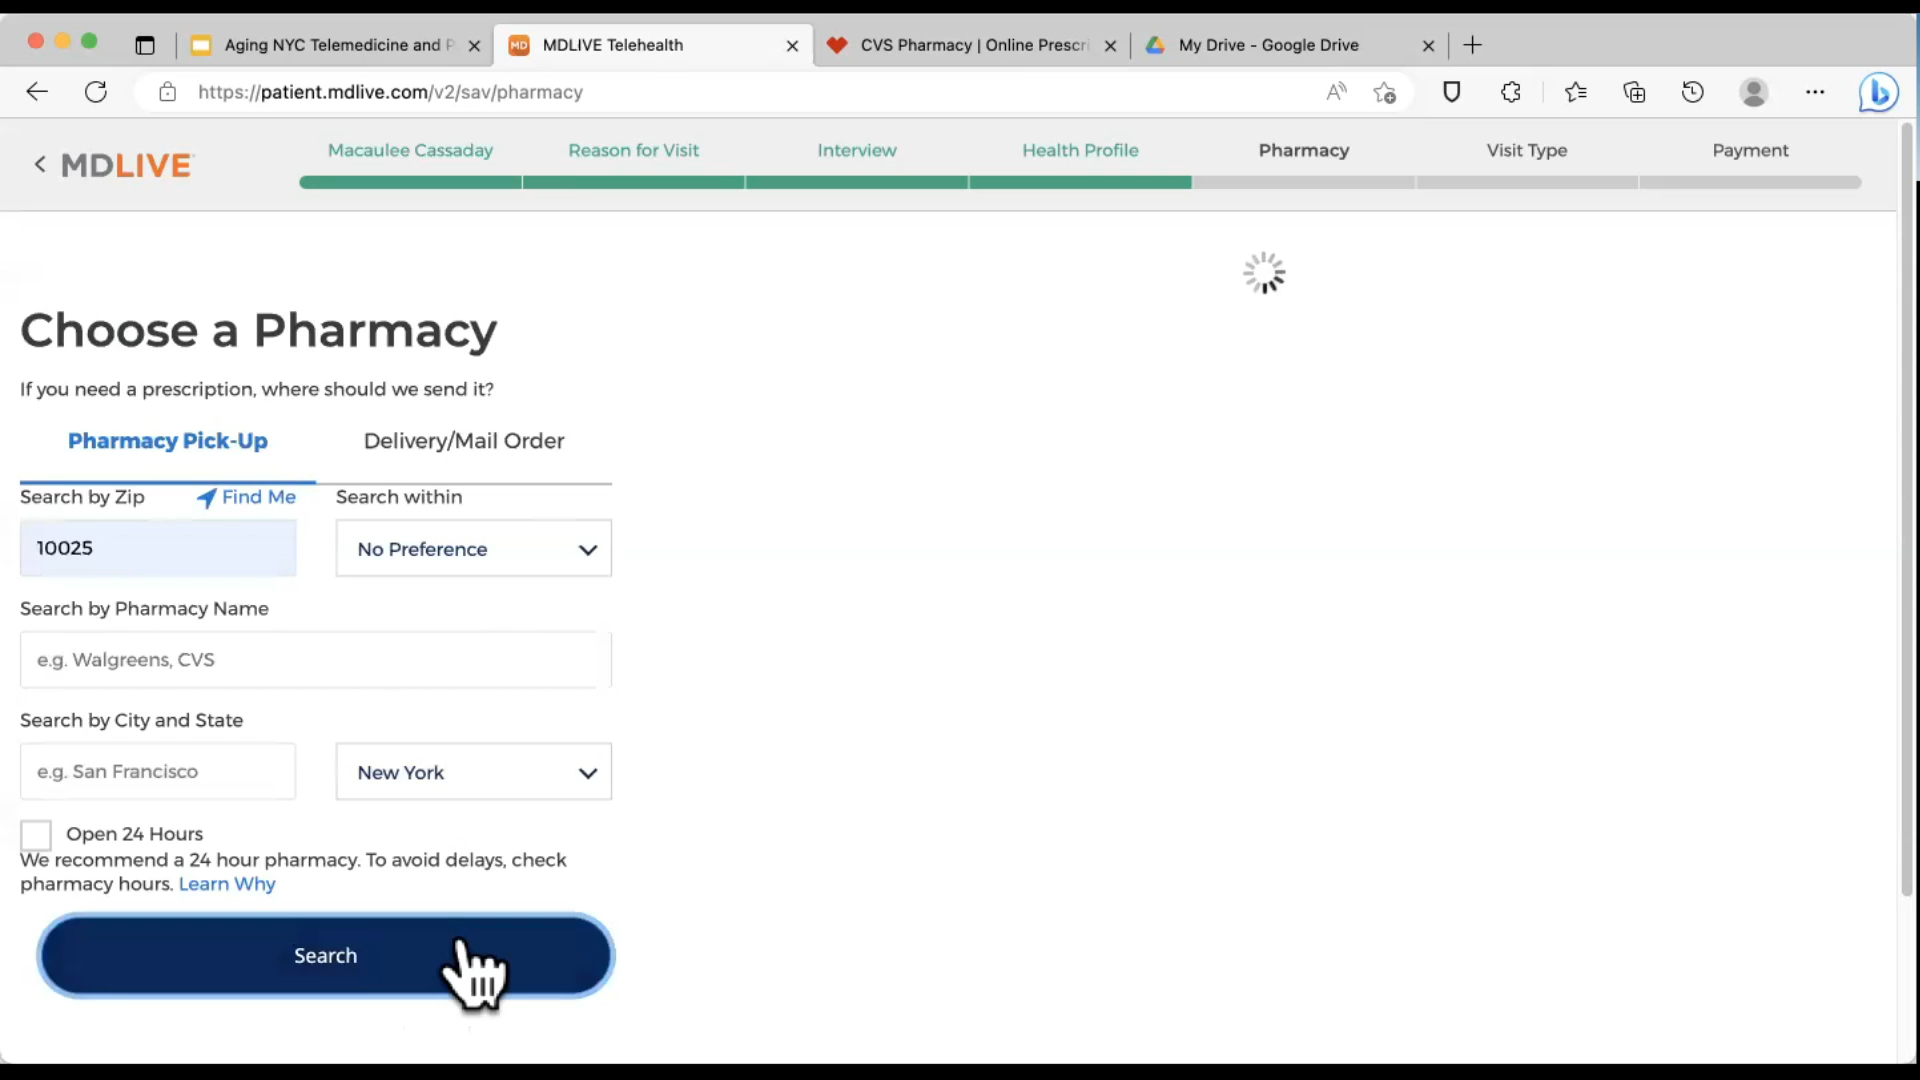 Aging NYC Telemedicine and P
MDLIVE Telehealth
CVS Pharmacy | Online Prescri
My Drive - Google Drive
https://patient.mdlive.com/v2/sav/pharmacy
MDLIVE
Macaulee Cassaday
Reason for Visit
Interview
Health Profile
Pharmacy
Visit Type
Payment
Choose a Pharmacy
If you need a prescription, where should we send it?
Pharmacy Pick-Up
Delivery/Mail Order
Search by Zip
Find Me
Search within
10025
No Preference
Search by Pharmacy Name
e.g. Walgreens, CVS
Search by City and State
e.g. San Francisco
New York
Open 24 Hours
We recommend a 24 hour pharmacy. To avoid delays, check
pharmacy hours. Learn Why
Search